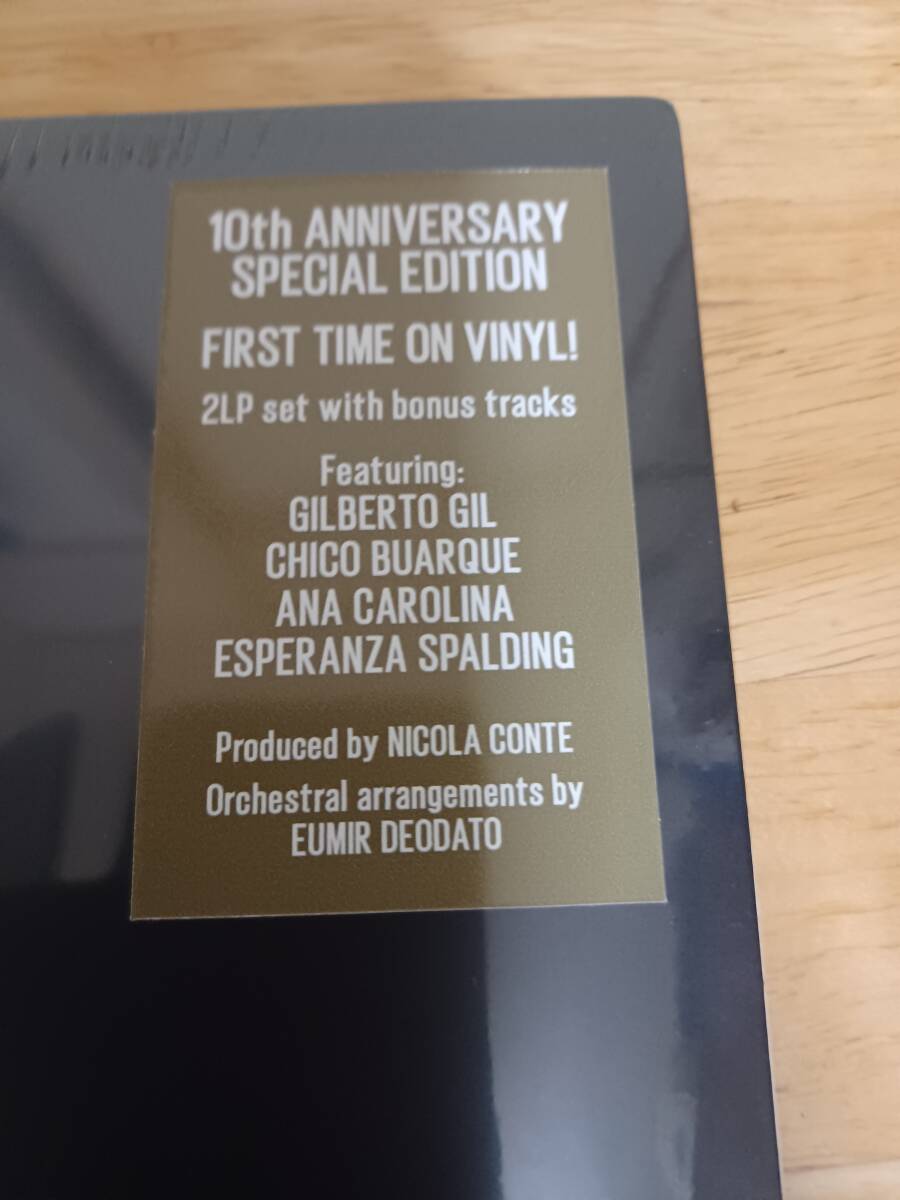 10th ANNIVERSARY
SPECIAL EDITION
FIRST TIME ON VINYL!
2LP set with bonus tracks
Featuring:
GILBERTO GIL
CHICO BUARQUE
ANA CAROLINA
ESPERANZA SPALDING
Produced by NICOLA CONTE
Orchestral arrangements by
EUMIR DEODATO